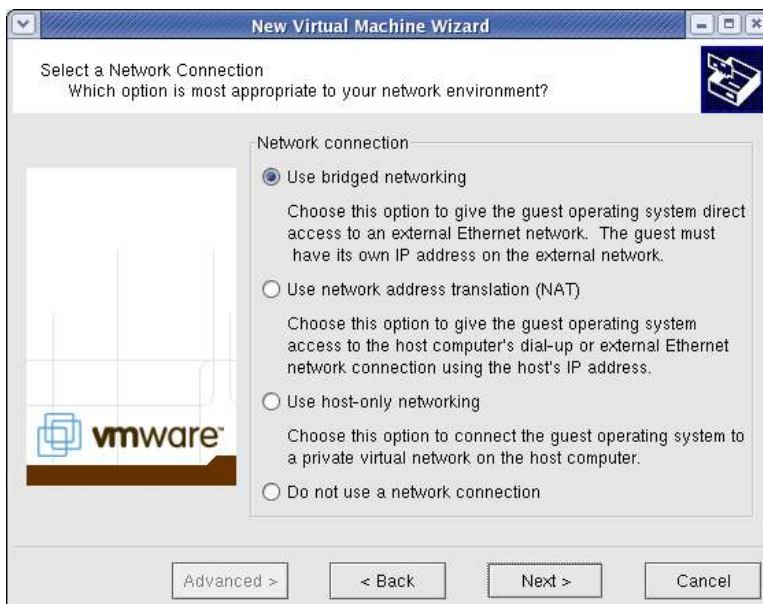 New Virtual Machine Wizard
Select a Network Connection
Which option is most appropriate to your network environment?
Network connection
Use bridged networking
Choose this option to give the guest operating system direct
access to an external Ethernet network. The guest must
have its own IP address on the external network.
Use network address translation (NAT)
Choose this option to give the guest operating system
access to the host computer's dial-up or external Ethernet
network connection using the host's IP address.
Use host-only networking
Choose this option to connect the guest operating system to
a private virtual network on the host computer.
Do not use a network connection
vmware™
Advanced >
< Back
Next >
Cancel